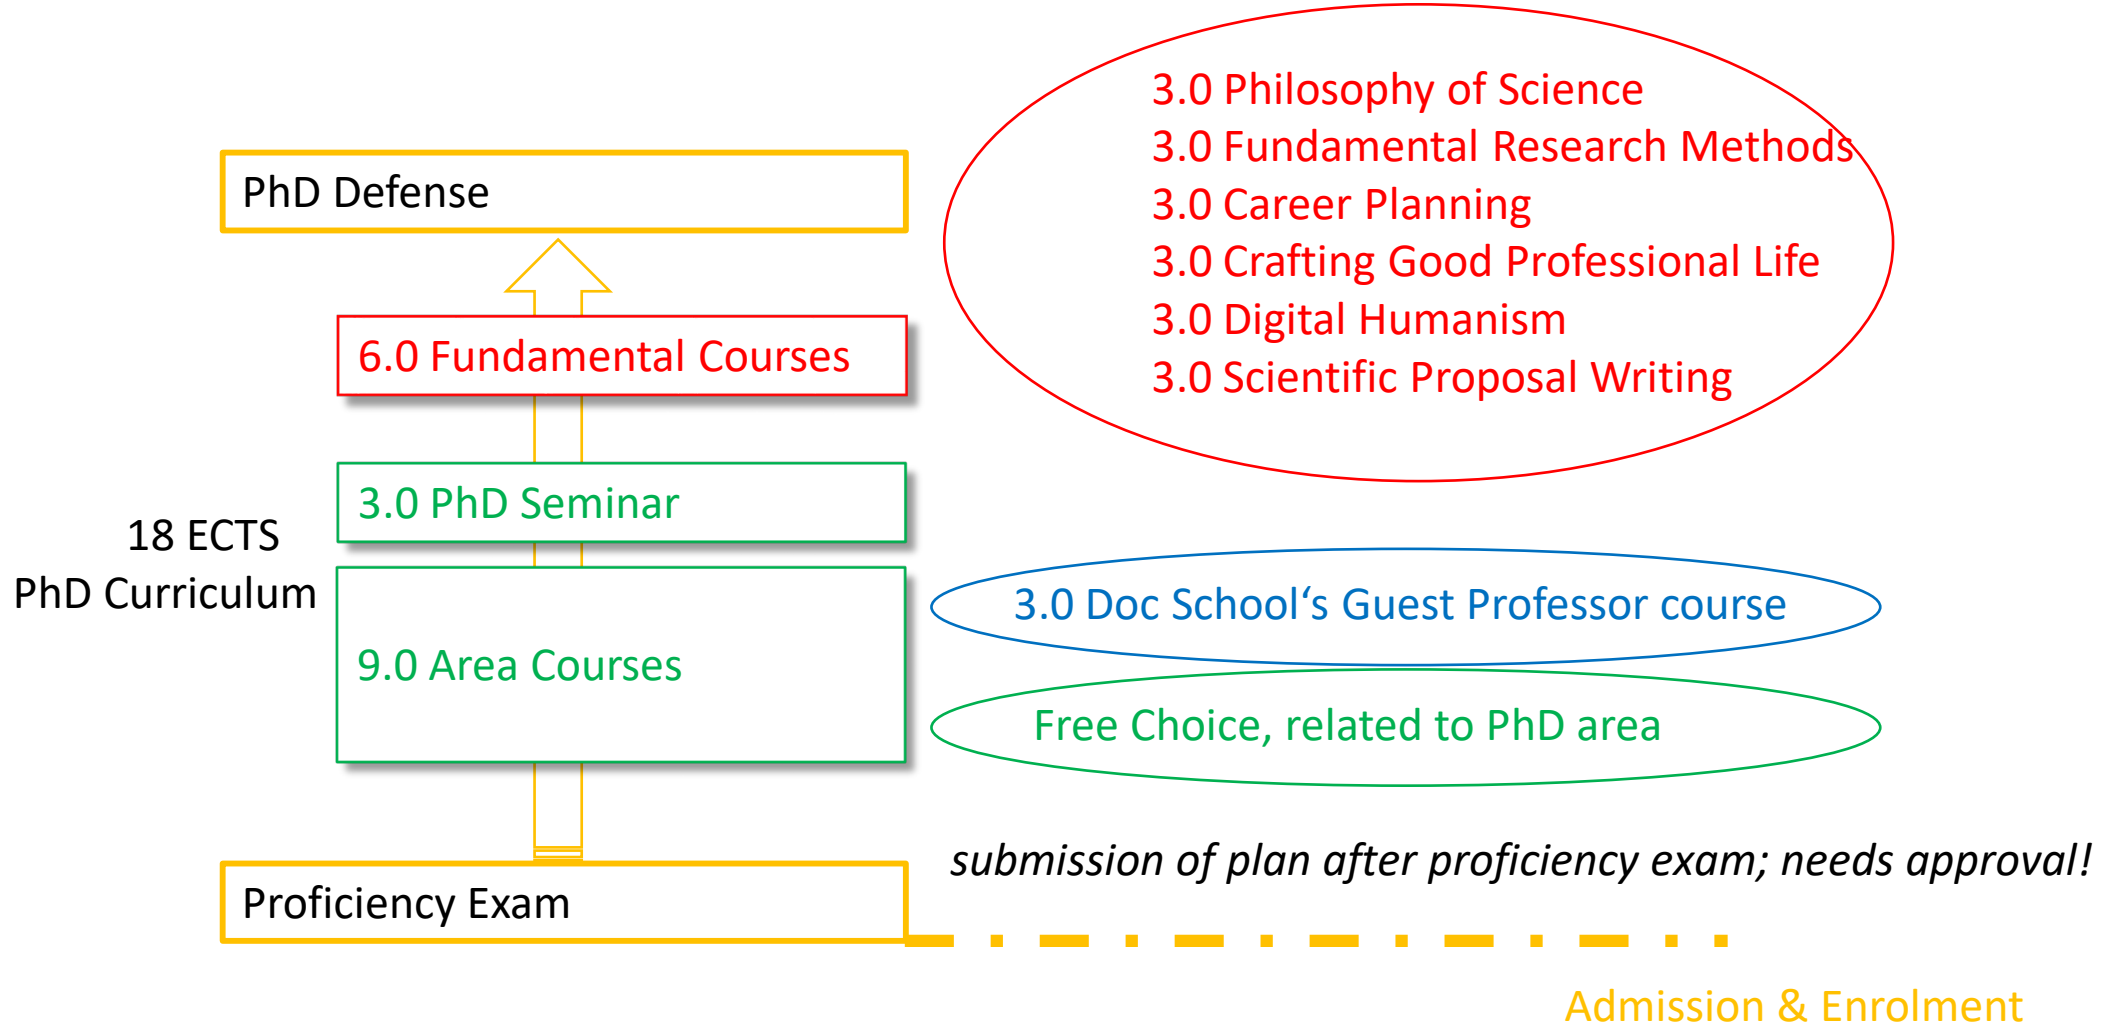 3.0 Philosophy of Science
3.0 Fundamental Research Methods
3.0 Career Planning
3.0 Crafting Good Professional Life
3.0 Digital Humanism
3.0 Scientific Proposal Writing
PhD Defense
6.0 Fundamental Courses
3.0 PhD Seminar
18 ECTS
PhD Curriculum
9.0 Area Courses
3.0 Doc School‘s Guest Professor course
Free Choice, related to PhD area
submission of plan after proficiency exam; needs approval!
Proficiency Exam
Admission & Enrolment